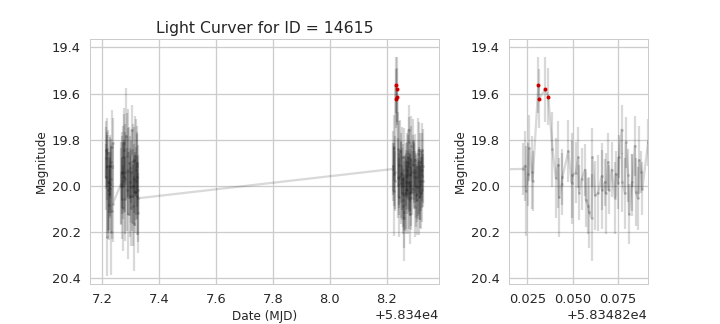 Light Curver for ID = 14615
Magnitude
19.4
19.6
19.8
20.0
20.2
20.4
7.2 7.4 7.6 7.8 8.0 8.2
Date (MJD)
+5.834e4
Magnitude
19.4
19.6
19.8
20.0
20.2
20.4
0.025 0.050 0.075
+5.83482e4